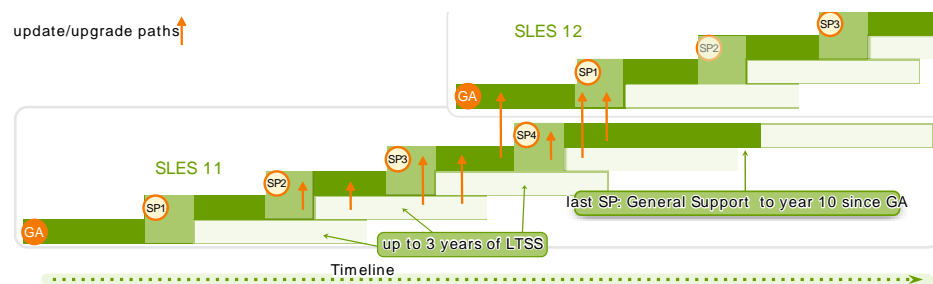 SP3
update/upgrade paths
SLES 12
SP2
SP1
GA
SP4
SP3
SLES 11
SP2
last SP: General Support to year 10 since GA
SP1
GA
up to 3 years of LTSS
Timeline